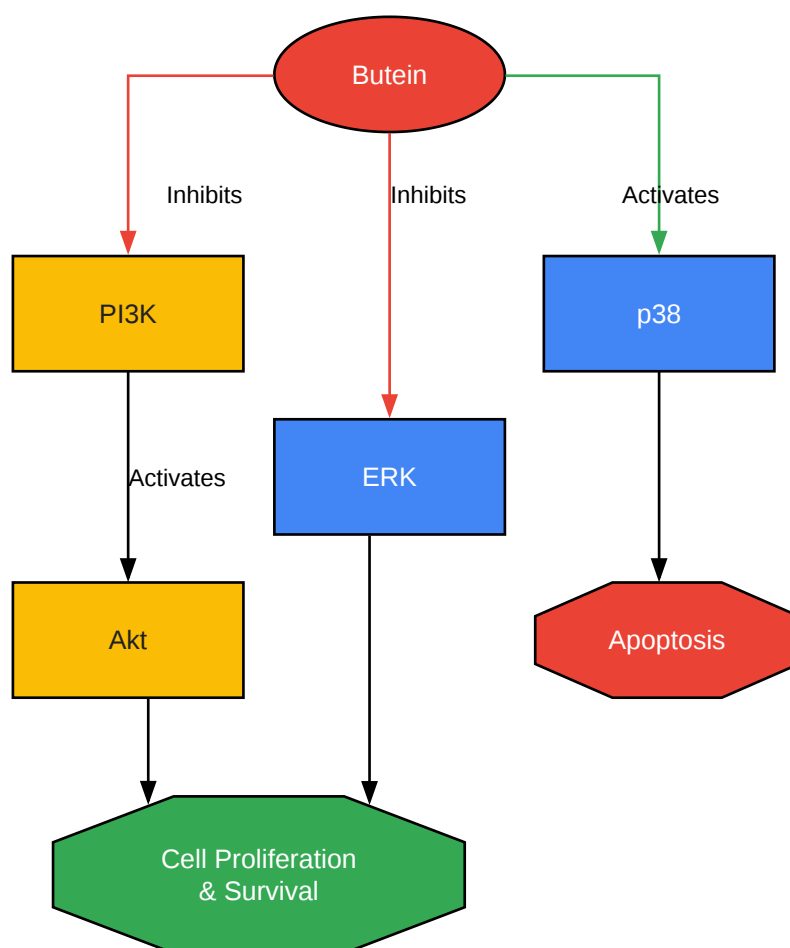 Butein
Inhibits
Inhibits
Activates
PI3K
p38
Activates
ERK
Akt
Apoptosis
Cell Proliferation
& Survival